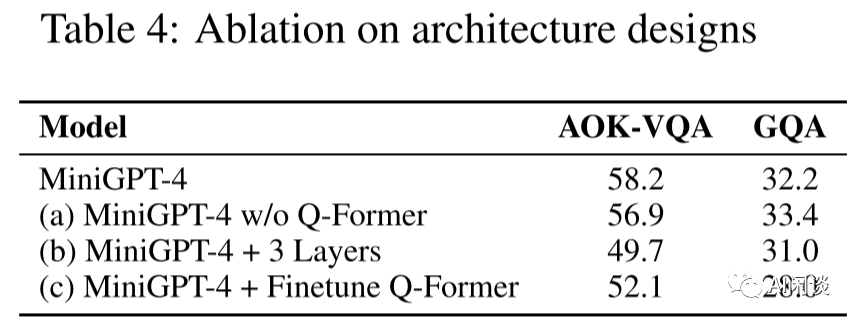 Table 4: Ablation on architecture designs
Model AOK-VQA GQA
MiniGPT-4 58.2 32.2
(a) MiniGPT-4 w/o Q-Former 56.9 33.4
(b) MiniGPT-4 + 3 Layers 49.7 31.0
(c) MiniGPT-4 + Finetune Q-Former 52.1